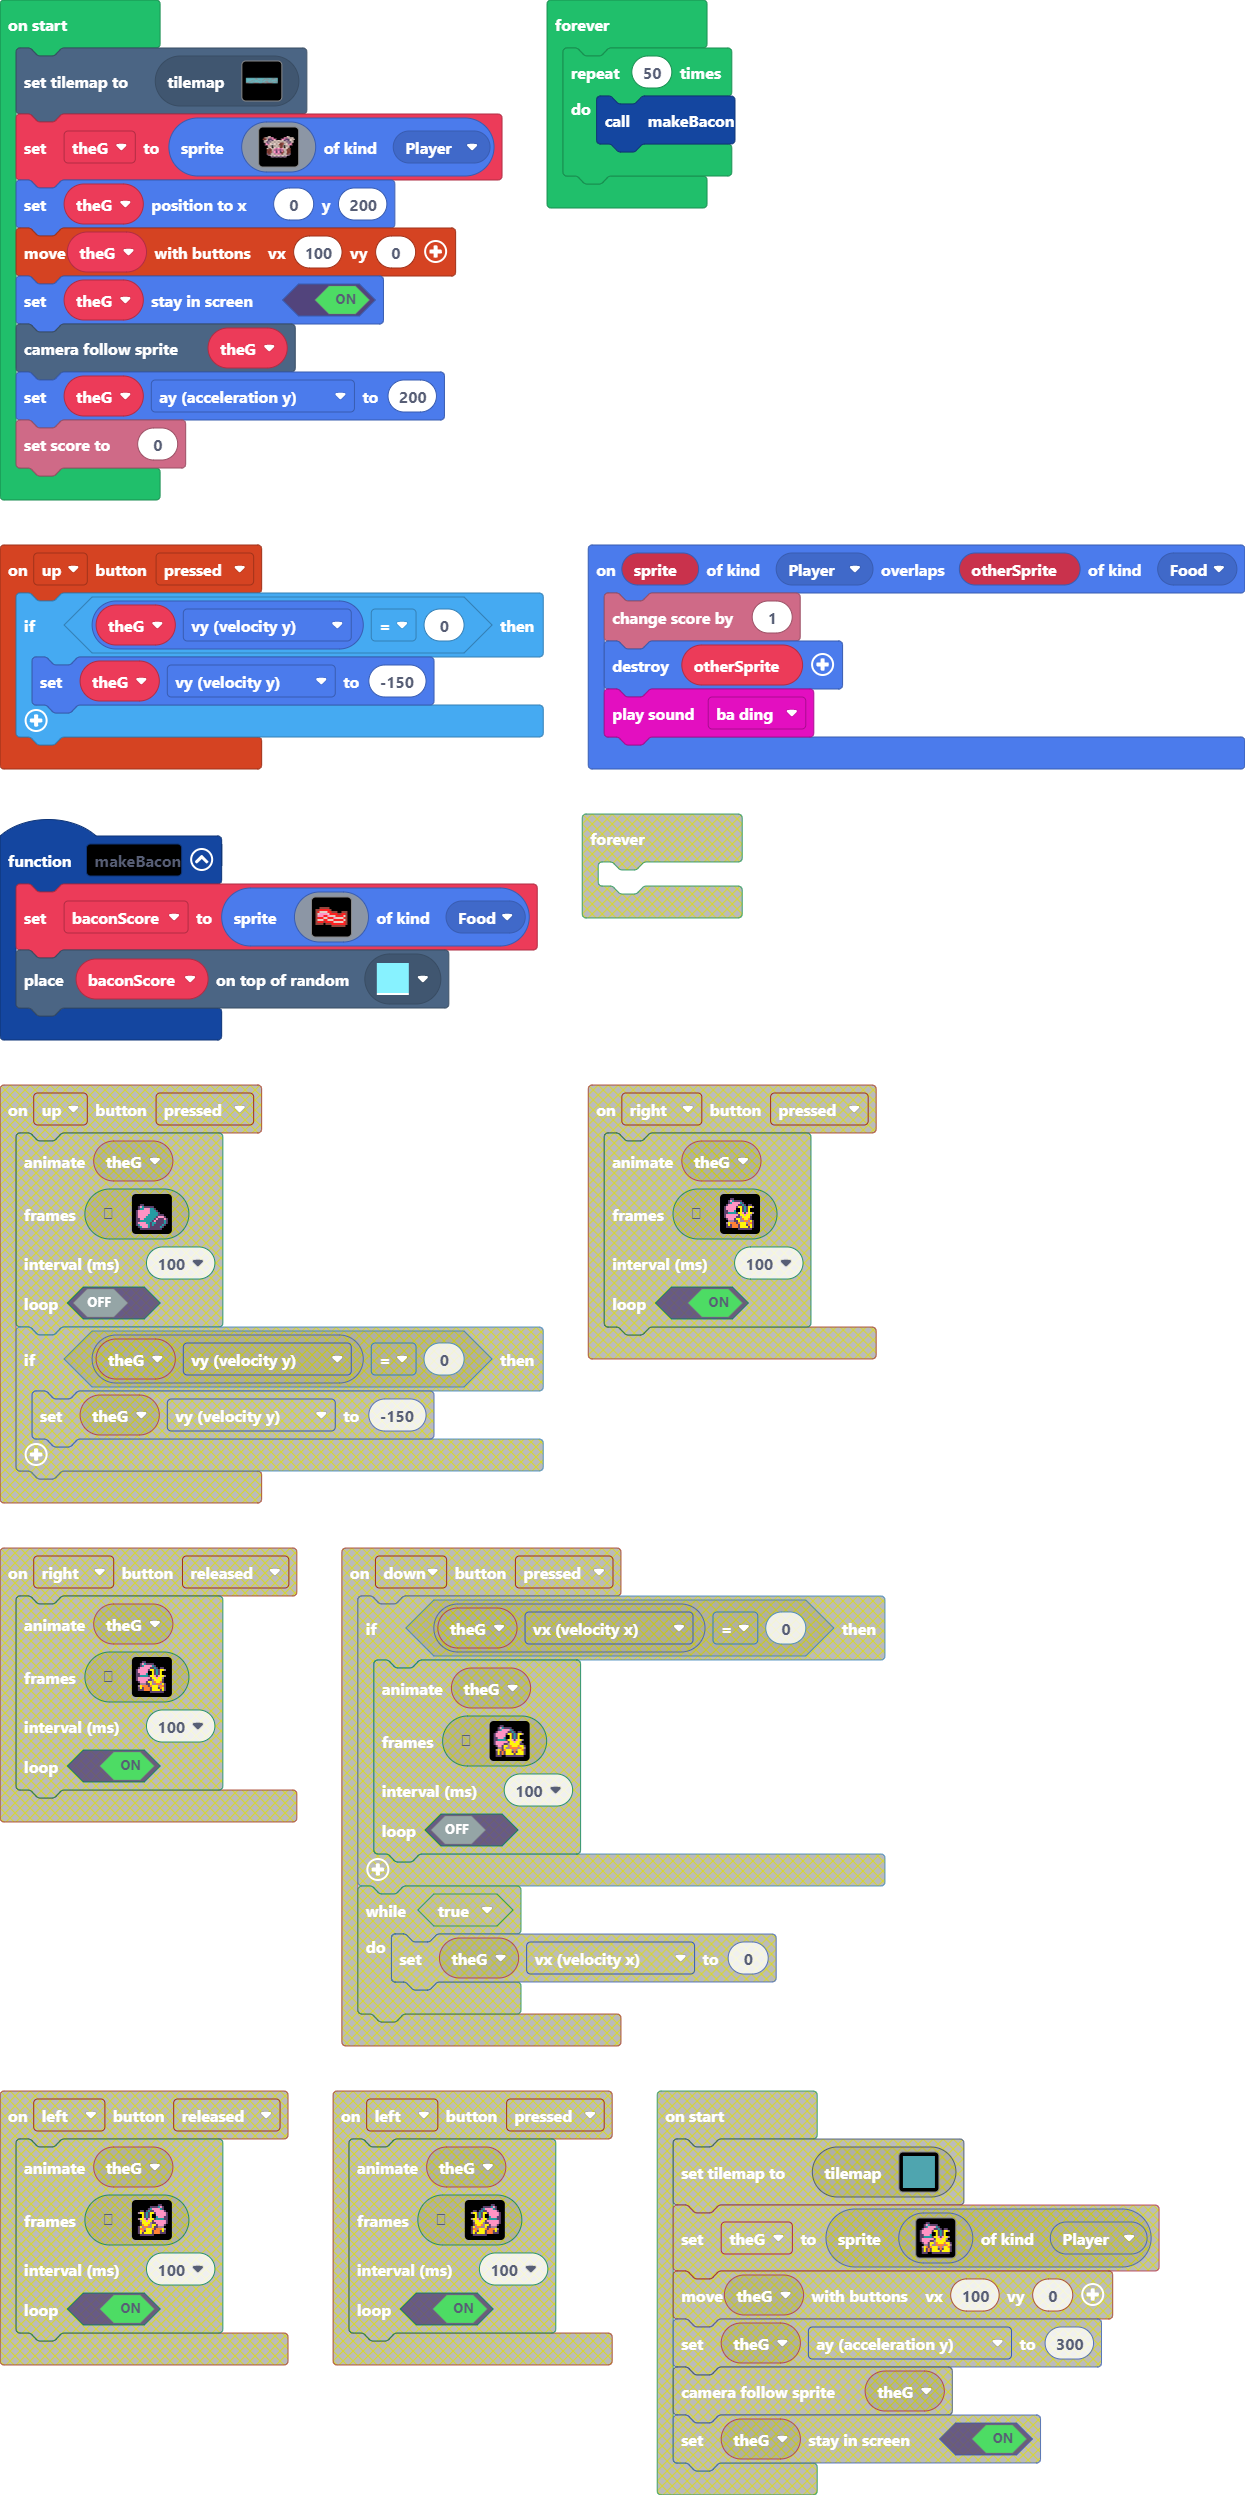 on start
set tilemap to tilemap
set theG to sprite of kind Player
set theG position to x 0 y 200
move theG with buttons vx 100 vy 0
set theG stay in screen ON
camera follow sprite theG
set theG ay (acceleration y) to 200
set score to 0
forever
repeat 50 times
do call makeBacon
on up button pressed
if theG vy (velocity y) = 0 then
set theG vy (velocity y) to -150
on sprite of kind Player overlaps otherSprite of kind Food
change score by 1
destroy otherSprite
play sound ba ding
function makeBacon
set baconScore to sprite of kind Food
place baconScore on top of random
forever
on up button pressed
animate theG
frames
interval (ms) 100
loop OFF
if theG vy (velocity y) = 0 then
set theG vy (velocity y) to -150
on right button pressed
animate theG
frames
interval (ms) 100
loop ON
on right button released
animate theG
frames
interval (ms) 100
loop ON
on down button pressed
if theG vx (velocity x) = 0 then
animate theG
frames
interval (ms) 100
loop OFF
while true
do set theG vx (velocity x) to 0
on left button released
animate theG
frames
interval (ms) 100
loop ON
on left button pressed
animate theG
frames
interval (ms) 100
loop ON
on start
set tilemap to tilemap
set theG to sprite of kind Player
move theG with buttons vx 100 vy 0
set theG ay (acceleration y) to 300
camera follow sprite theG
set theG stay in screen ON